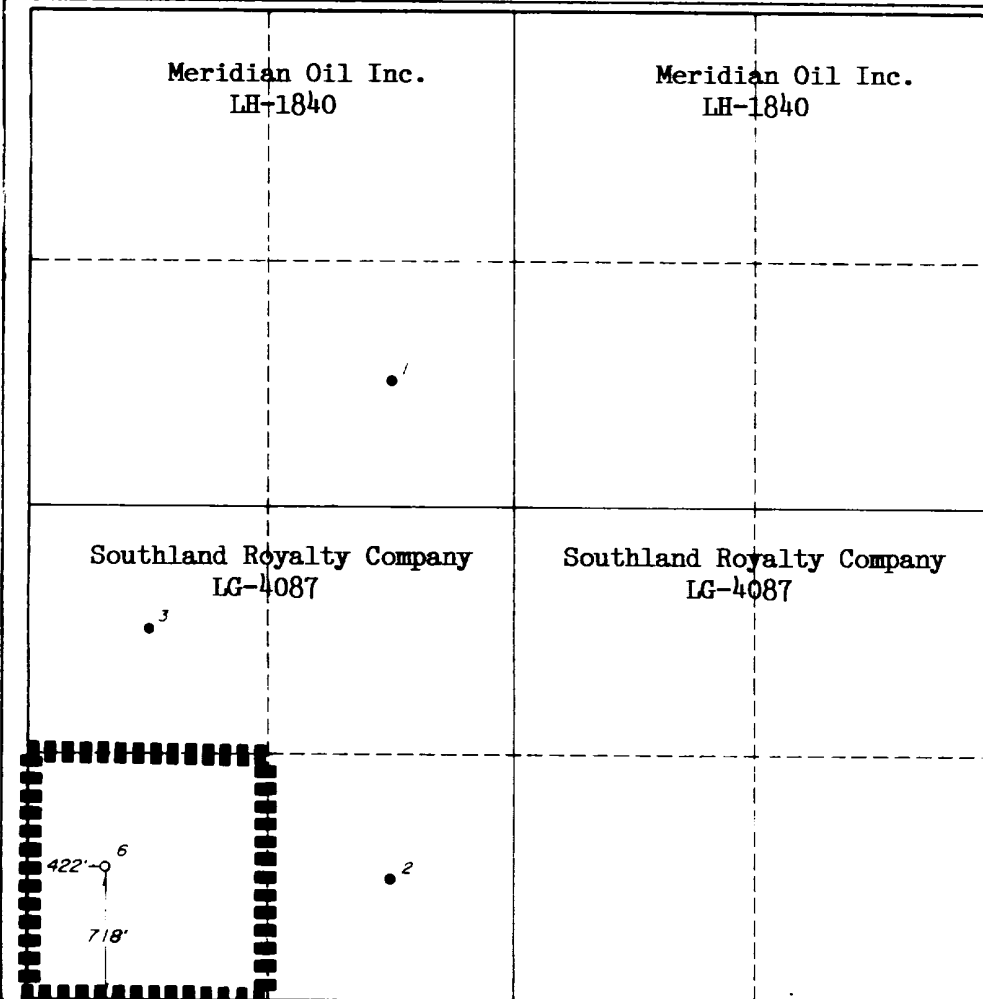 Meridian Oil Inc.
LH-1840
Meridian Oil Inc.
LH-1840
1
Southland Royalty Company
LG-4087
Southland Royalty Company
LG-4087
3
6
422'
2
718'